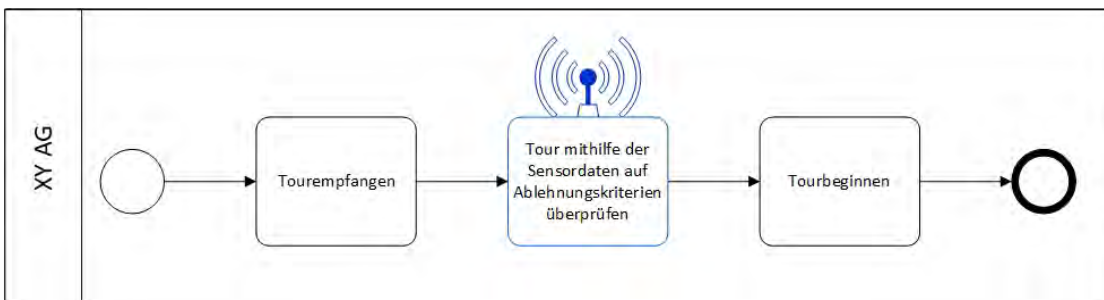 XY AG
Tourempfangen
Tour mithilfe der
Sensordaten auf
Ablehnungskriterien
überprüfen
Tourbeginnen